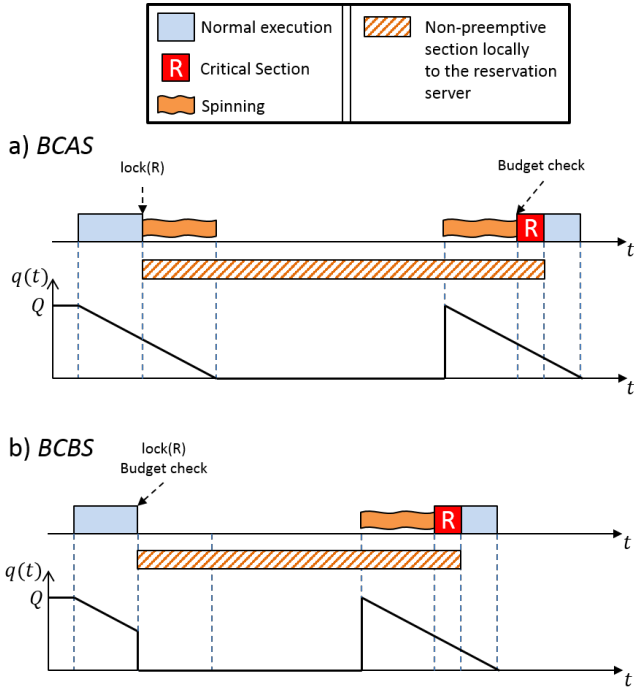 Normal execution
R Critical Section
Spinning
Non-preemptive
section locally
to the reservation
server
a) BCAS
lock(R)
Budget check
R
t
q(t)
Q
t
b) BCBS
lock(R)
Budget check
R
t
q(t)
Q
t